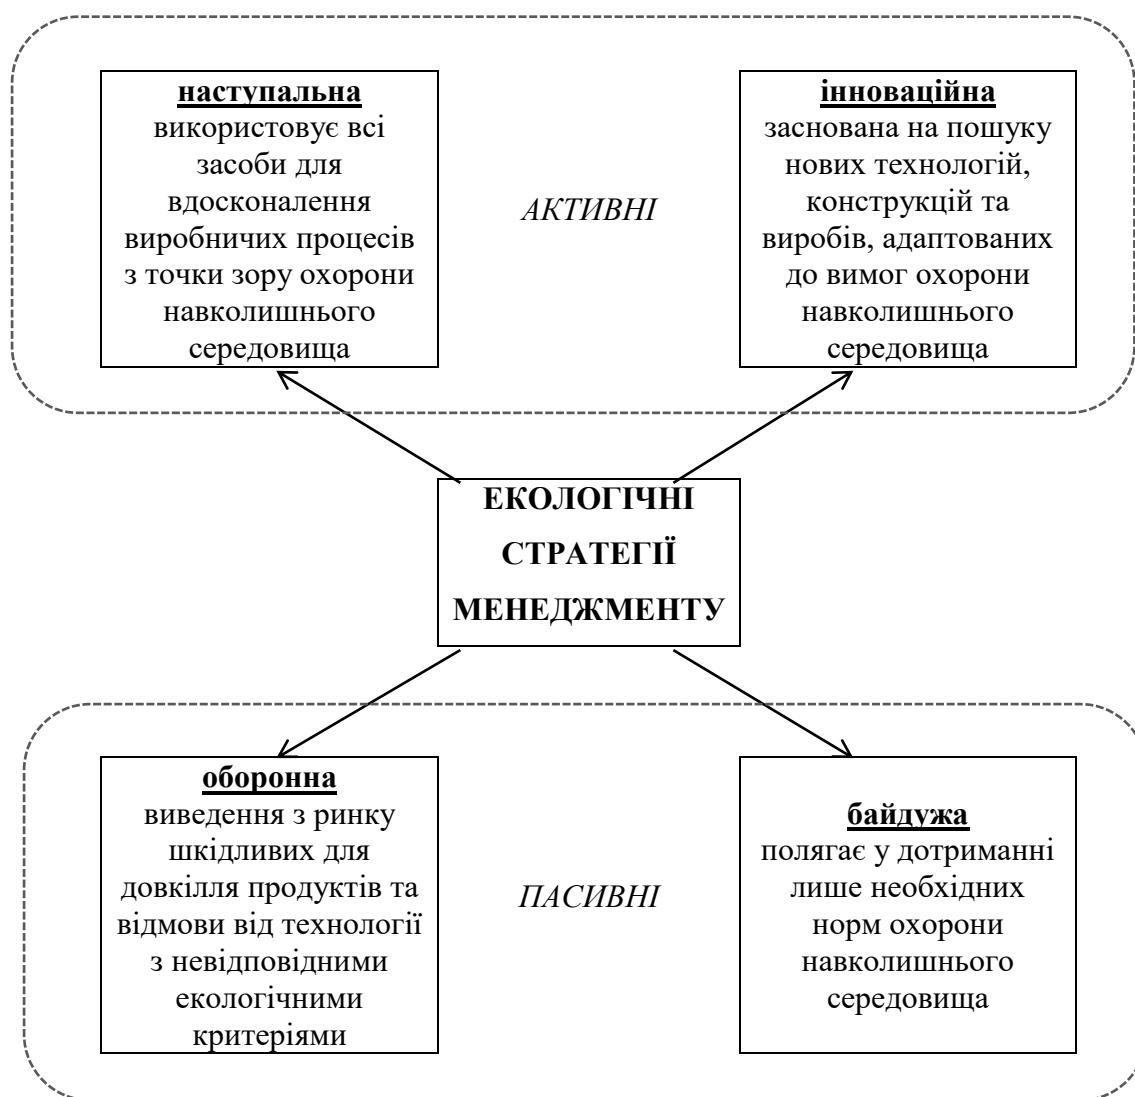 наступальна
використовує всі
засоби для
вдосконалення
виробничих процесів
з точки зору охорони
навколишнього
середовища
АКТИВНІ
інноваційна
заснована на пошуку
нових технологій,
конструкцій та
виробів, адаптованих
до вимог охорони
навколишнього
середовища
ЕКОЛОГІЧНІ
СТРАТЕГІЇ
МЕНЕДЖМЕНТУ
оборонна
виведення з ринку
шкідливих для
довкілля продуктів та
відмови від технології
з невідповідними
екологічними
критеріями
ПАСИВНІ
байдужа
полягає у дотриманні
лише необхідних
норм охорони
навколишнього
середовища